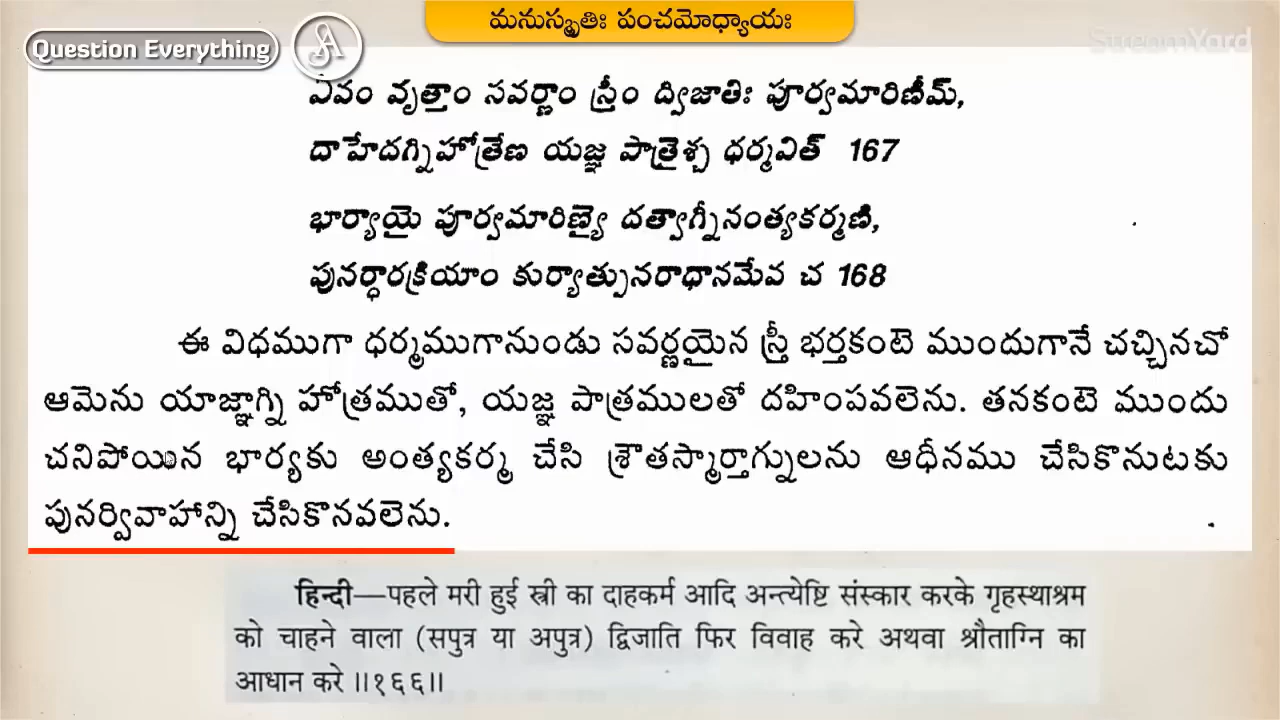 మనుస్మృతిః పంచమోధ్యాయః
Question Everything
StreamYard
ఏవం వృత్తాం సవర్ణాం స్త్రీం ద్విజాతిః పూర్వమారిణీమ్,
దాహేదగ్నిహోత్రేణ యజ్ఞ పాత్రైశ్చ ధర్మవిత్ 167
భార్యాయై పూర్వమారిణ్యై దత్వాగ్నీనంత్యకర్మణి,
పునర్దారక్రియాం కుర్యాత్పునరాధానమేవ చ 168
ఈ విధముగా ధర్మముగానుండు సవర్ణయైన స్త్రీ భర్తకంటె ముందుగానే చచ్చినచో
ఆమెను యాజ్ఞాగ్ని హోత్రముతో, యజ్ఞ పాత్రములతో దహింపవలెను. తనకంటె ముందు
చనిపోయిన భార్యకు అంత్యకర్మ చేసి శ్రౌతస్మార్తాగ్నులను ఆధీనము చేసికొనుటకు
పునర్వివాహాన్ని చేసికొనవలెను.
हिन्दी—पहले मरी हुई स्त्री का दाहकर्म आदि अन्त्येष्टि संस्कार करके गृहस्थाश्रम
को चाहने वाला (सपुत्र या अपुत्र) द्विजाति फिर विवाह करे अथवा श्रौताग्नि का
आधान करे ॥१६६॥